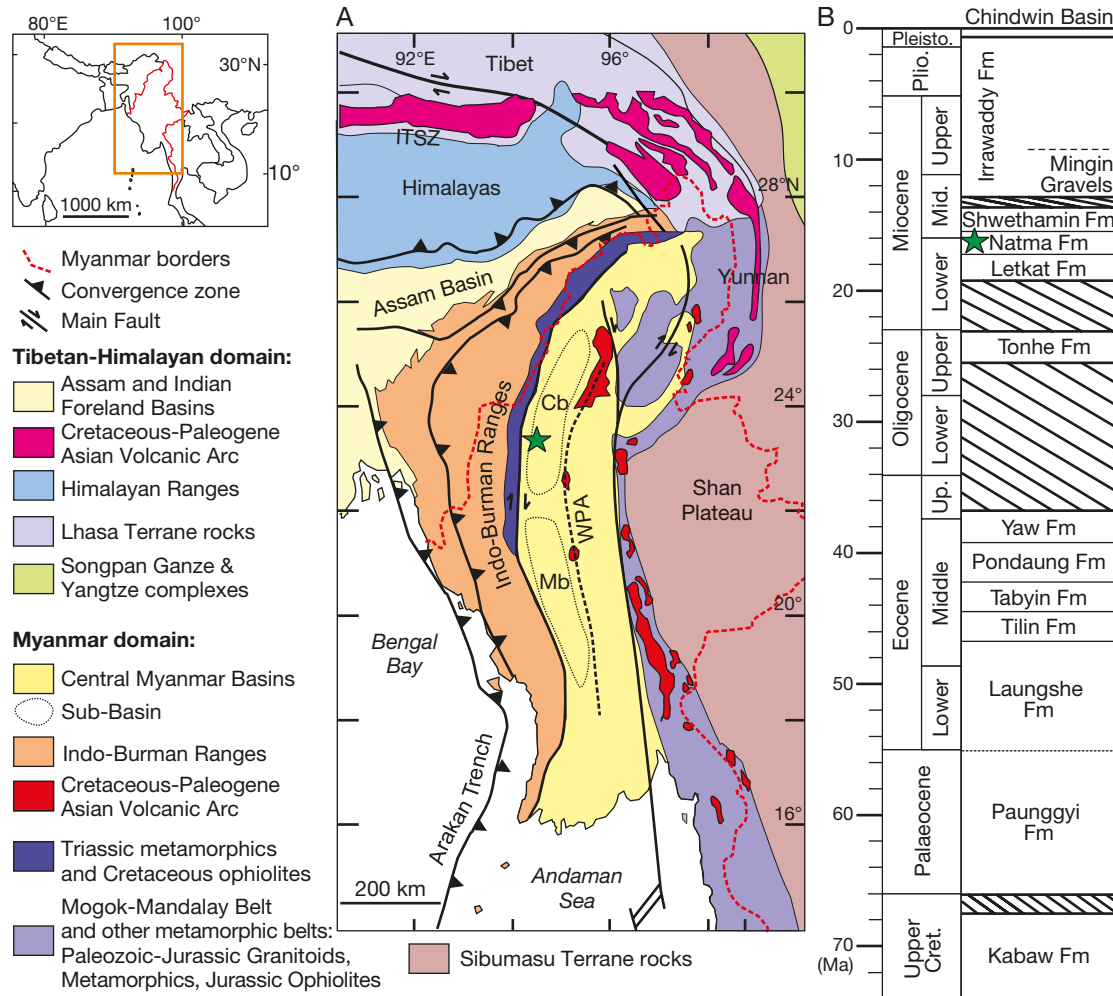 80°E
100°
30°N
10°
1000 km
Myanmar borders
Convergence zone
Main Fault
Tibetan-Himalayan domain:
Assam and Indian
Foreland Basins
Cretaceous-Paleogene
Asian Volcanic Arc
Himalayan Ranges
Lhasa Terrane rocks
Songpan Ganze &
Yangtze complexes
Myanmar domain:
Central Myanmar Basins
Sub-Basin
Indo-Burman Ranges
Cretaceous-Paleogene
Asian Volcanic Arc
Triassic metamorphics
and Cretaceous ophiolites
Mogok-Mandalay Belt
and other metamorphic belts:
Paleozoic-Jurassic Granitoids,
Metamorphics, Jurassic Ophiolites
Sibumasu Terrane rocks
A
92°E
96°
Tibet
ITSZ
Himalayas
28°N
Assam Basin
Yunnan
Indo-Burman Ranges
Cb
24°
WPA
Shan
Plateau
Mb
20°
Bengal
Bay
Arakan Trench
16°
200 km
Andaman
Sea
B
Chindwin Basin
0
10
20
30
40
50
60
70
(Ma)
Pleisto.
Plio.
Miocene
Upper
Mid.
Lower
Oligocene
Upper
Lower
Eocene
Up.
Middle
Lower
Palaeocene
Upper
Cret.
Irrawaddy Fm
Mingin
Gravels
Shwethamin Fm
Natma Fm
Letkat Fm
Tonhe Fm
Yaw Fm
Pondaung Fm
Tabyin Fm
Tilin Fm
Laungshe
Fm
Paunggyi
Fm
Kabaw Fm